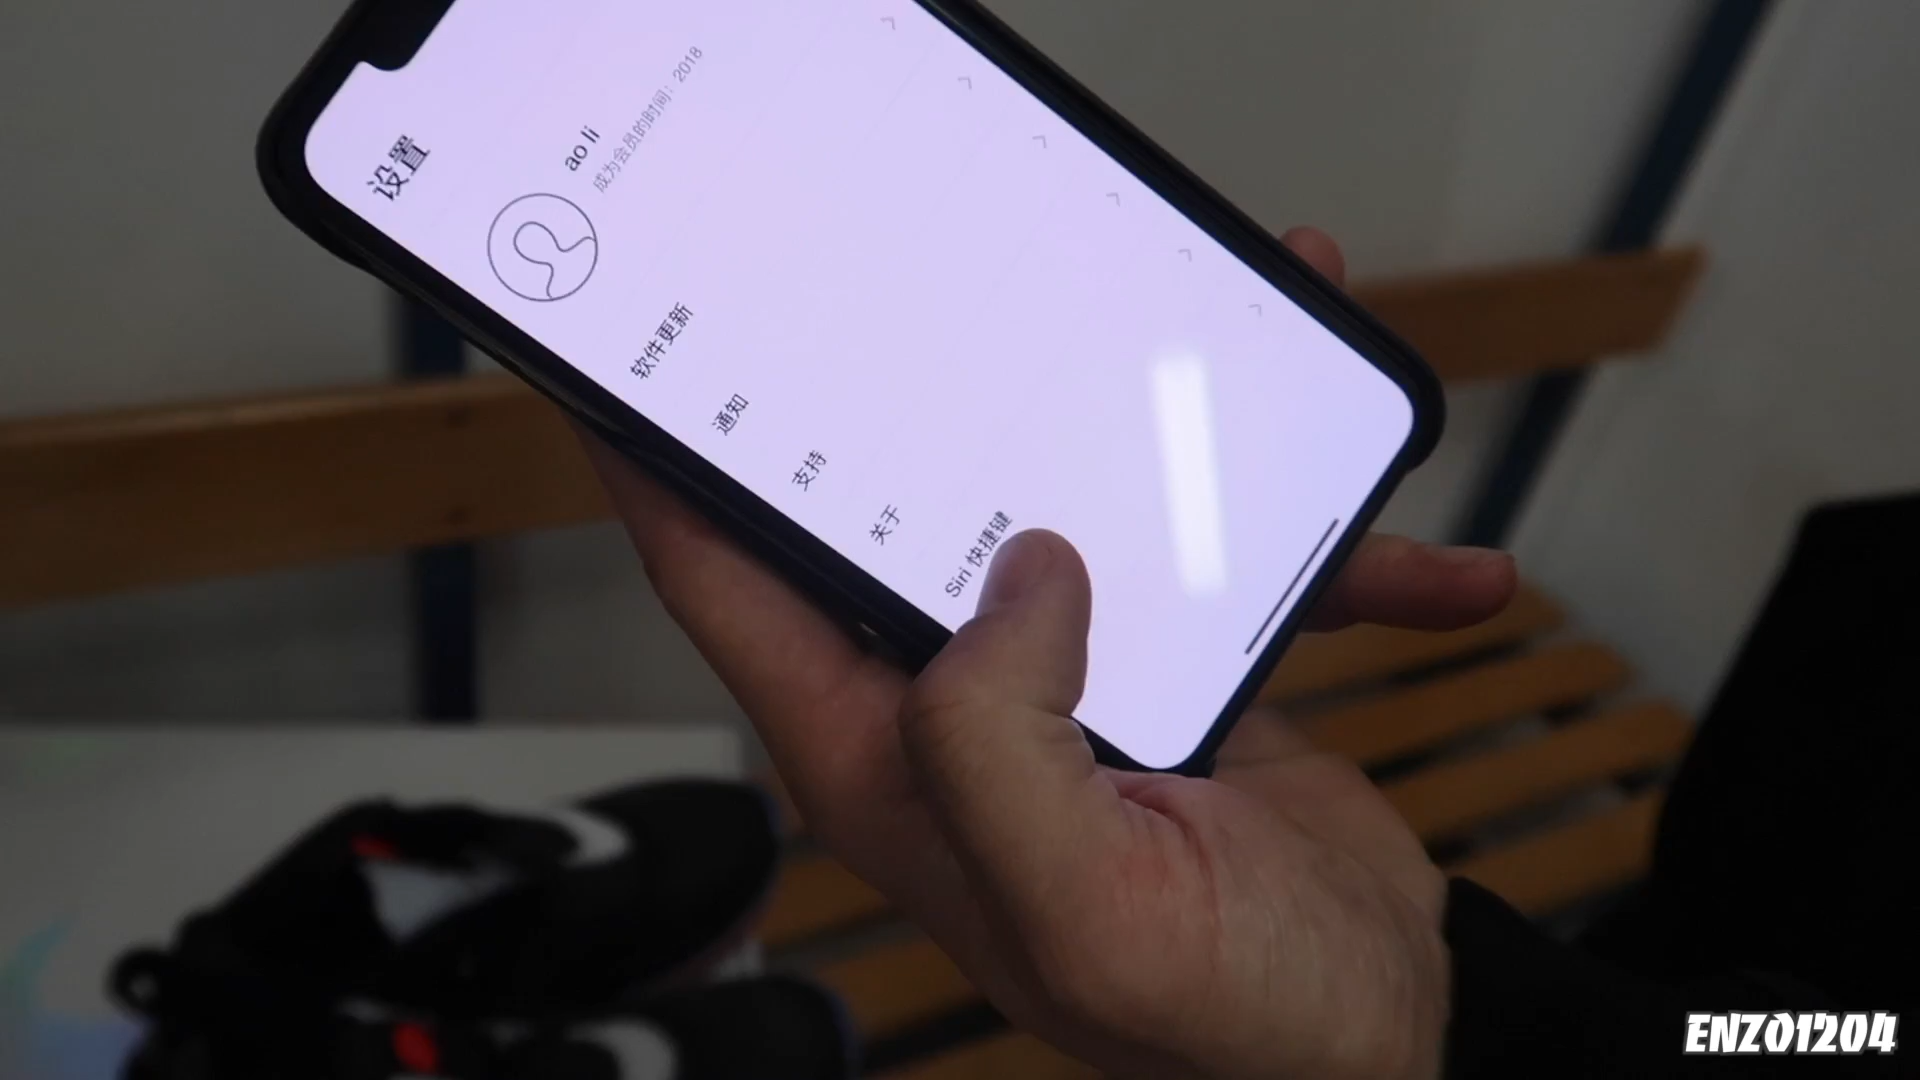 设置
ao li
成为会员的时间：2018
软件更新
通知
支持
关于
Siri 快捷键
ENZO1204